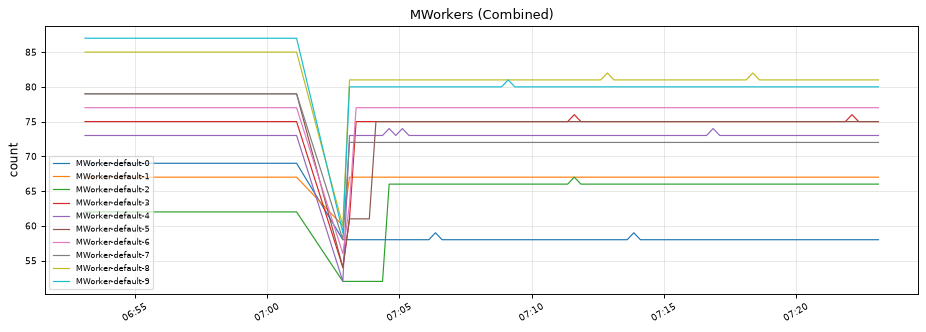 MWorkers (Combined)
count
85
80
75
70
65
60
55
MWorker-default-0
MWorker-default-1
MWorker-default-2
MWorker-default-3
MWorker-default-4
MWorker-default-5
MWorker-default-6
MWorker-default-7
MWorker-default-8
MWorker-default-9
06:55
07:00
07:05
07:10
07:15
07:20